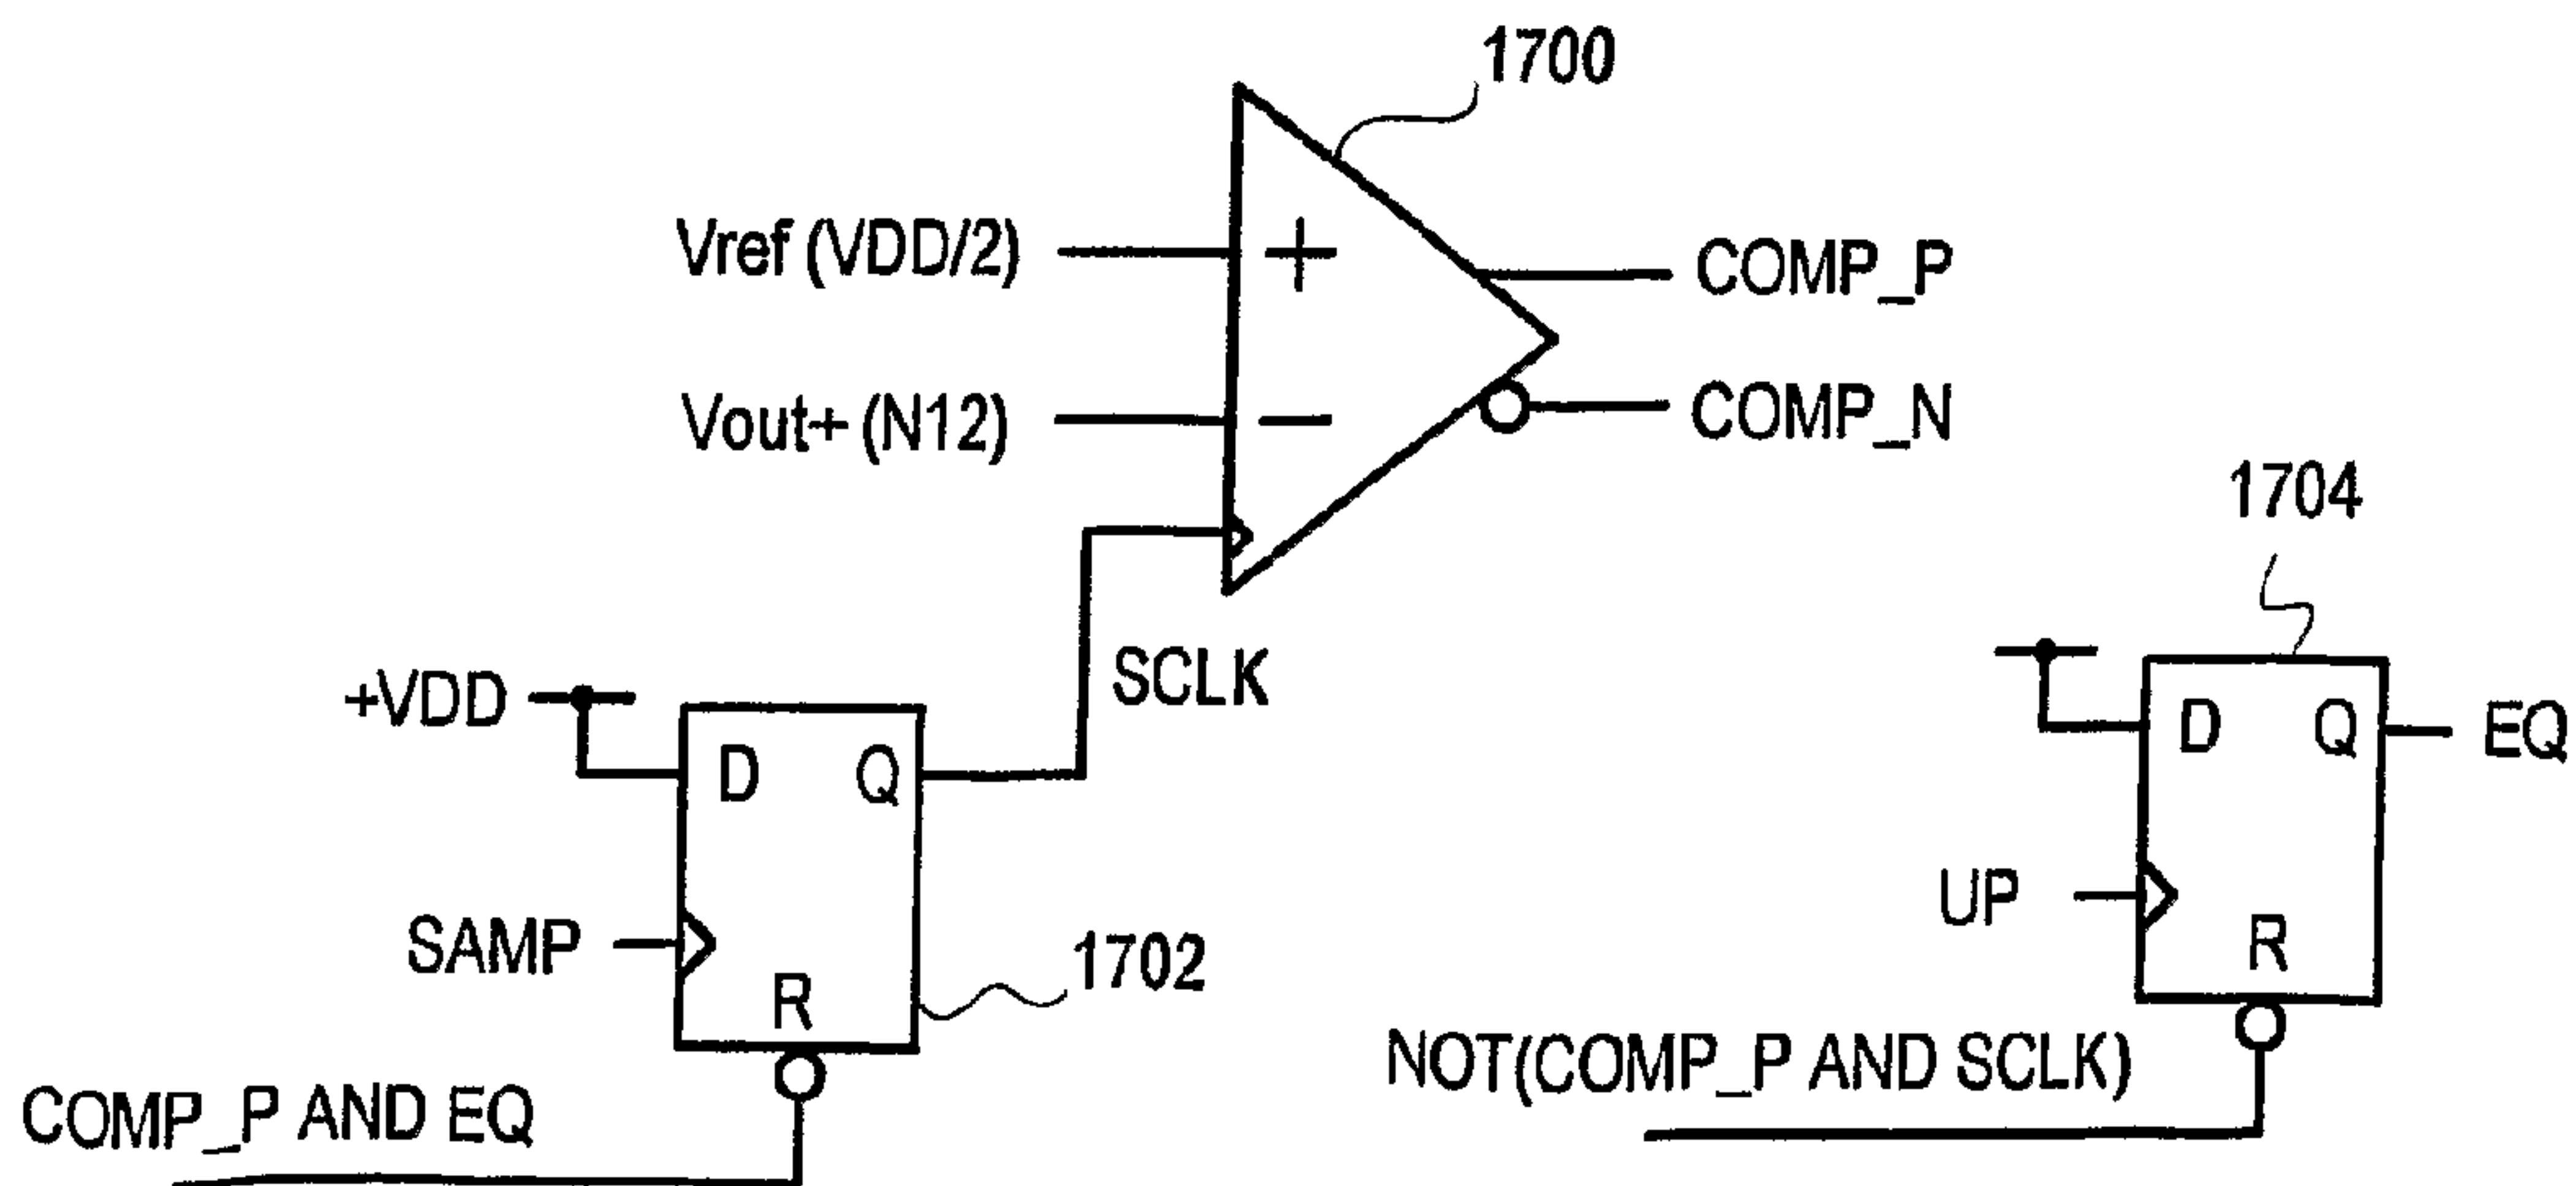 1700
Vref (VDD/2)
+
COMP_P
Vout+ (N12)
−
COMP_N
1704
SCLK
+VDD
D Q
D Q
EQ
UP
SAMP
R
1702
R
NOT(COMP_P AND SCLK)
COMP_P AND EQ